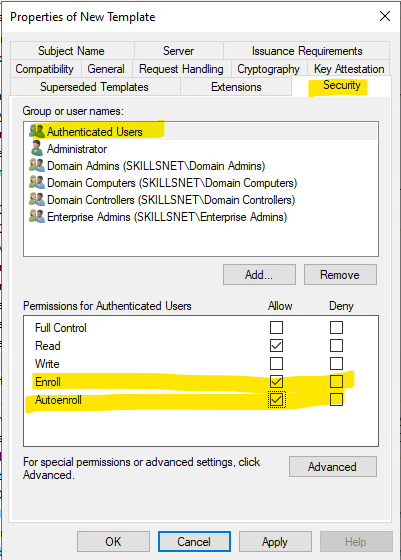 Properties of New Template
Subject Name Server Issuance Requirements
Compatibility General Request Handling Cryptography Key Attestation
Superseded Templates Extensions Security
Group or user names:
Authenticated Users
Administrator
Domain Admins (SKILLSNET\Domain Admins)
Domain Computers (SKILLSNET\Domain Computers)
Domain Controllers (SKILLSNET\Domain Controllers)
Enterprise Admins (SKILLSNET\Enterprise Admins)
Add... Remove
Permissions for Authenticated Users Allow Deny
Full Control
Read
Write
Enroll
Autoenroll
For special permissions or advanced settings, click
Advanced.
Advanced
OK Cancel Apply Help